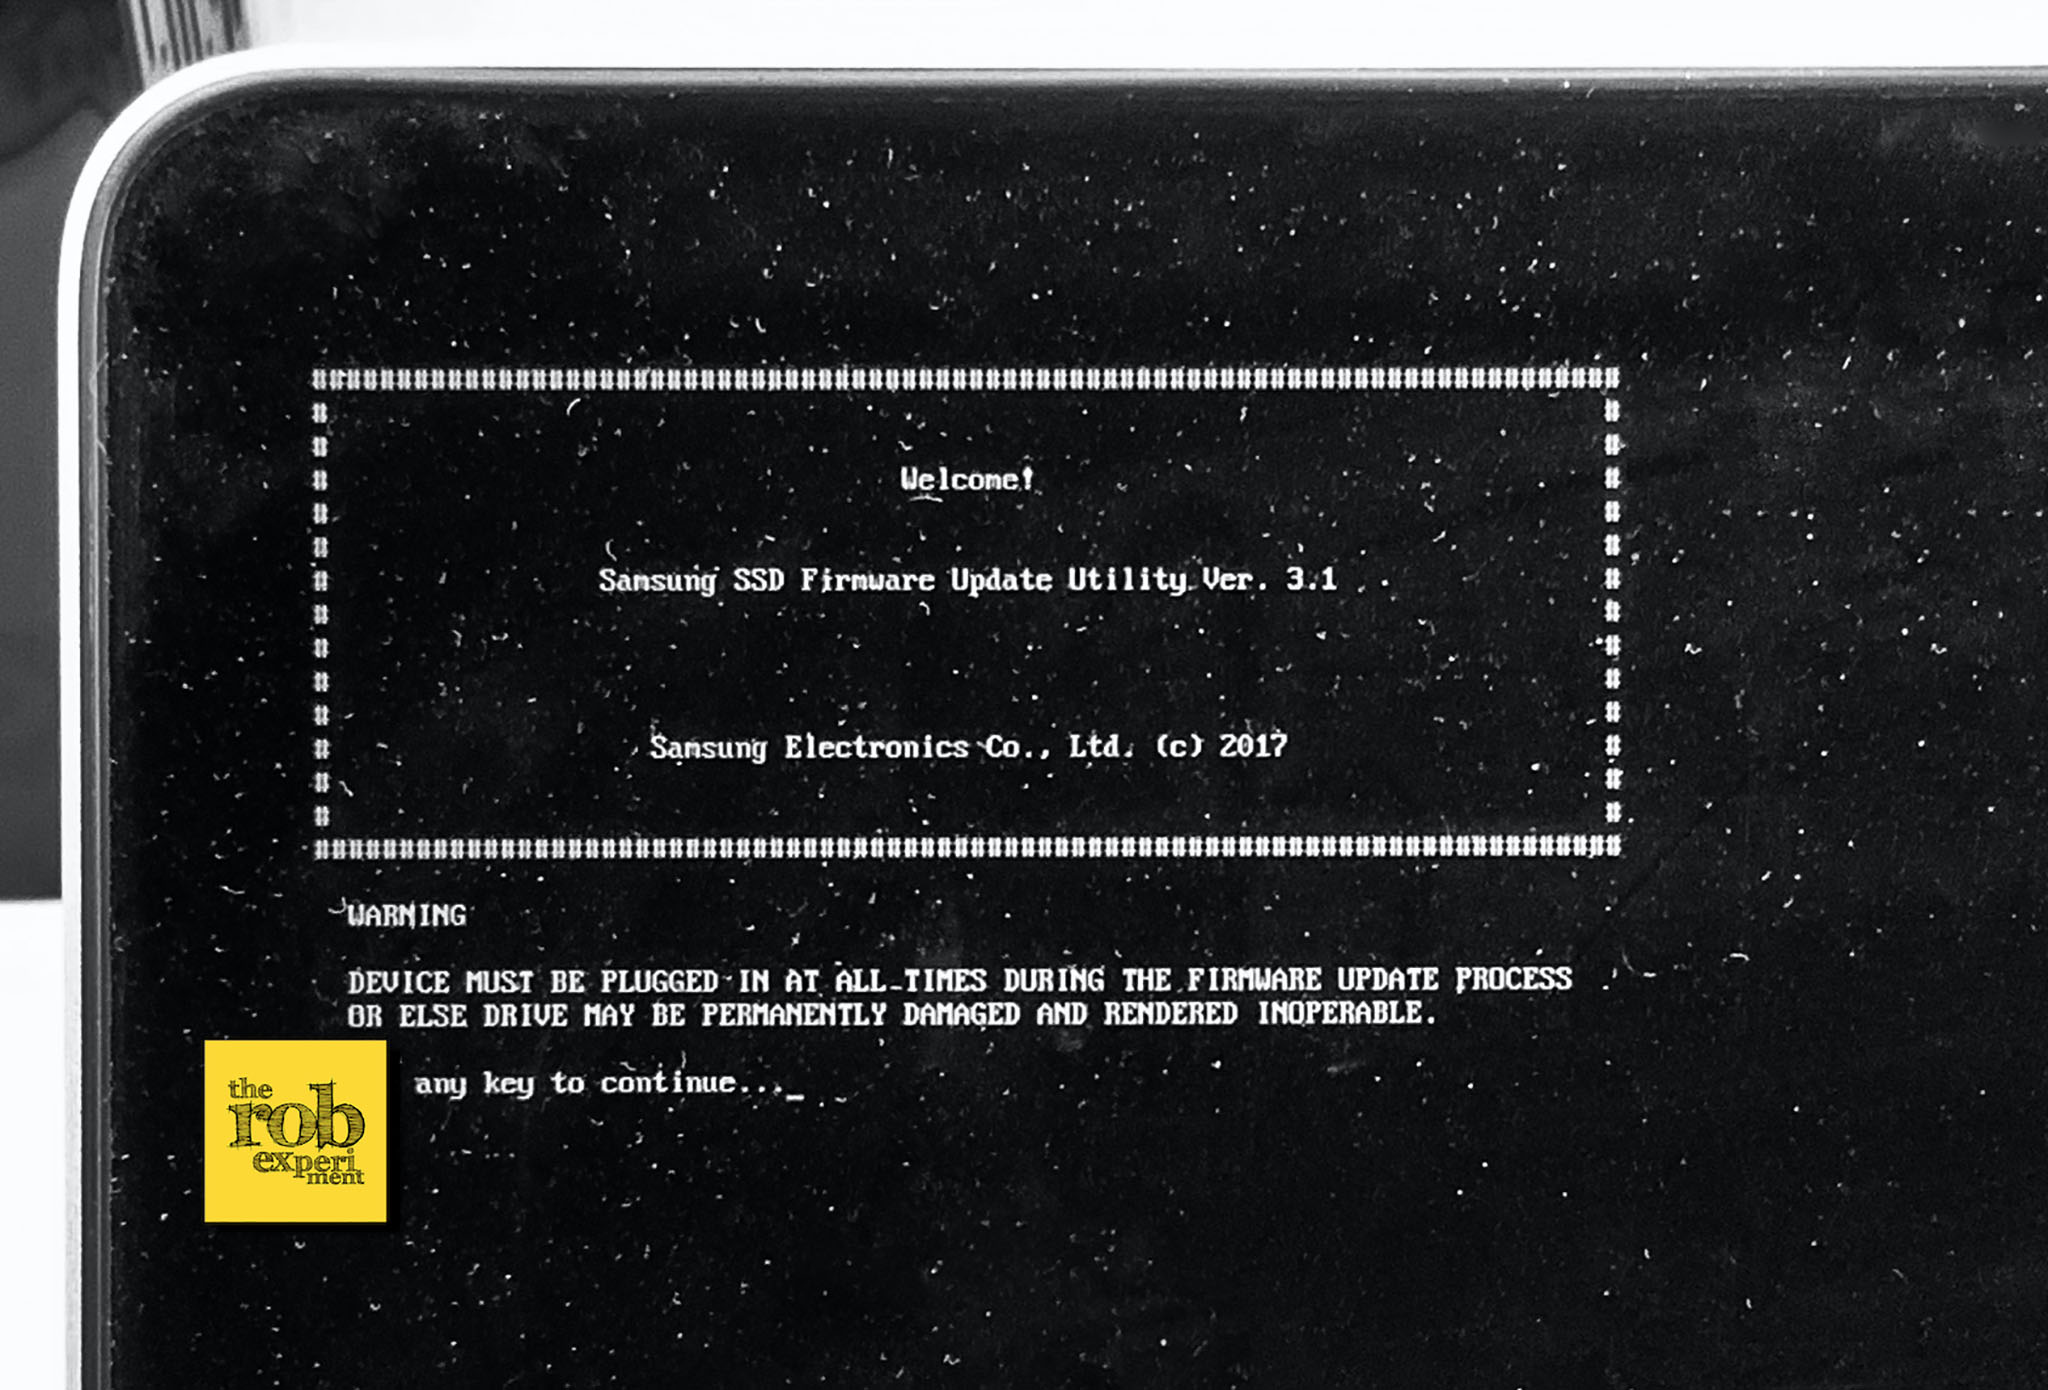 ################################################################################
Welcome!
Samsung SSD Firmware Update Utility Ver. 3.1
Samsung Electronics Co., Ltd. (c) 2017
################################################################################
WARNING
DEVICE MUST BE PLUGGED IN AT ALL TIMES DURING THE FIRMWARE UPDATE PROCESS
OR ELSE DRIVE MAY BE PERMANENTLY DAMAGED AND RENDERED INOPERABLE.
any key to continue..._
the
rob
experi
ment